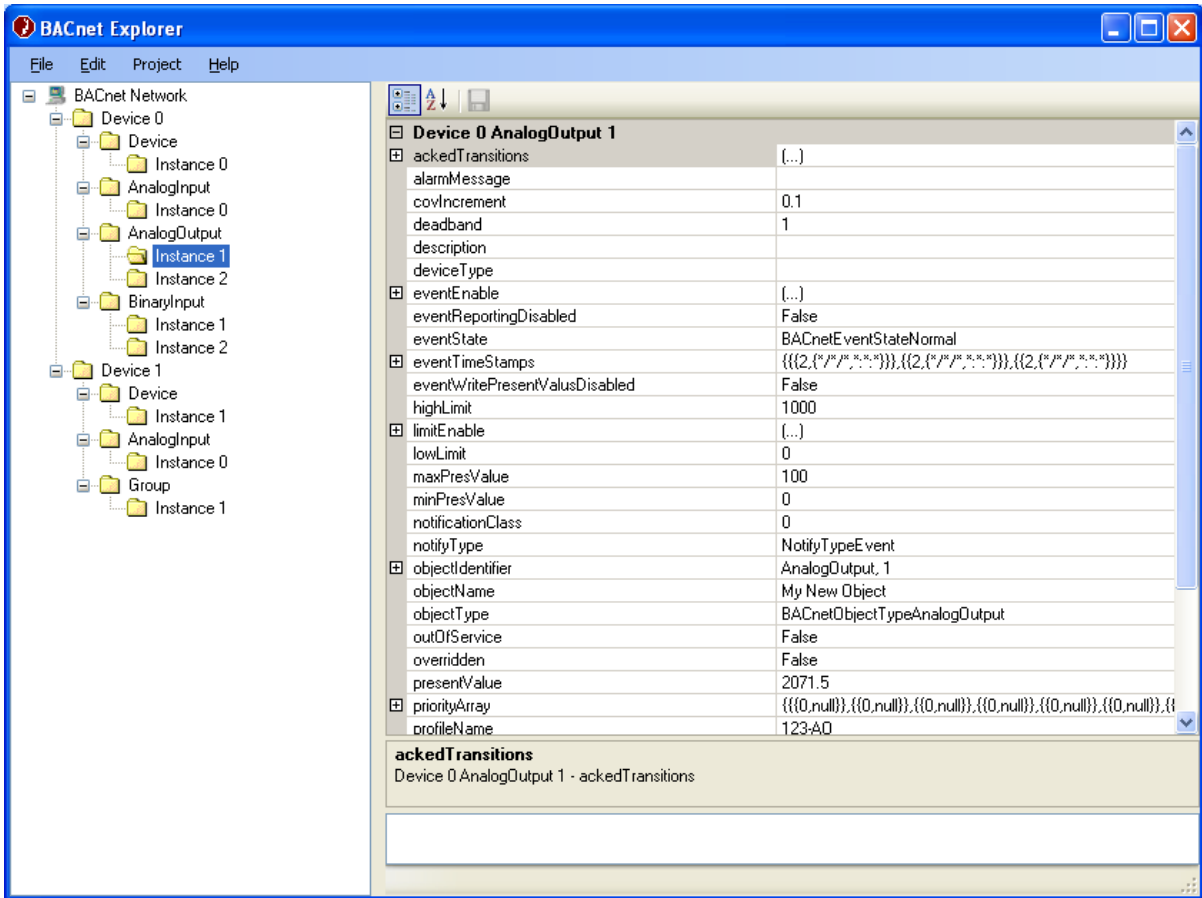 BACnet Explorer
File Edit Project Help
BACnet Network
Device 0
Device
Instance 0
AnalogInput
Instance 0
AnalogOutput
Instance 1
Instance 2
BinaryInput
Instance 1
Instance 2
Device 1
Device
Instance 1
AnalogInput
Instance 0
Group
Instance 1
Device 0 AnalogOutput 1
ackedTransitions (...)
alarmMessage
covIncrement 0.1
deadband 1
description
deviceType
eventEnable (...)
eventReportingDisabled False
eventState BACnetEventStateNormal
eventTimeStamps {{{2,{"*/*/*",*:*:*"}}},{{2,{"*/*/*",*:*:*"}}},{{2,{"*/*/*",*:*:*"}}}}
eventWritePresentValusDisabled False
highLimit 1000
limitEnable (...)
lowLimit 0
maxPresValue 100
minPresValue 0
notificationClass 0
notifyType NotifyTypeEvent
objectIdentifier AnalogOutput, 1
objectName My New Object
objectType BACnetObjectTypeAnalogOutput
outOfService False
overridden False
presentValue 2071.5
priorityArray {{{0,null}},{{0,null}},{{0,null}},{{0,null}},{{0,null}},{{0,null}},{{
profileName 123-AO
ackedTransitions
Device 0 AnalogOutput 1 - ackedTransitions